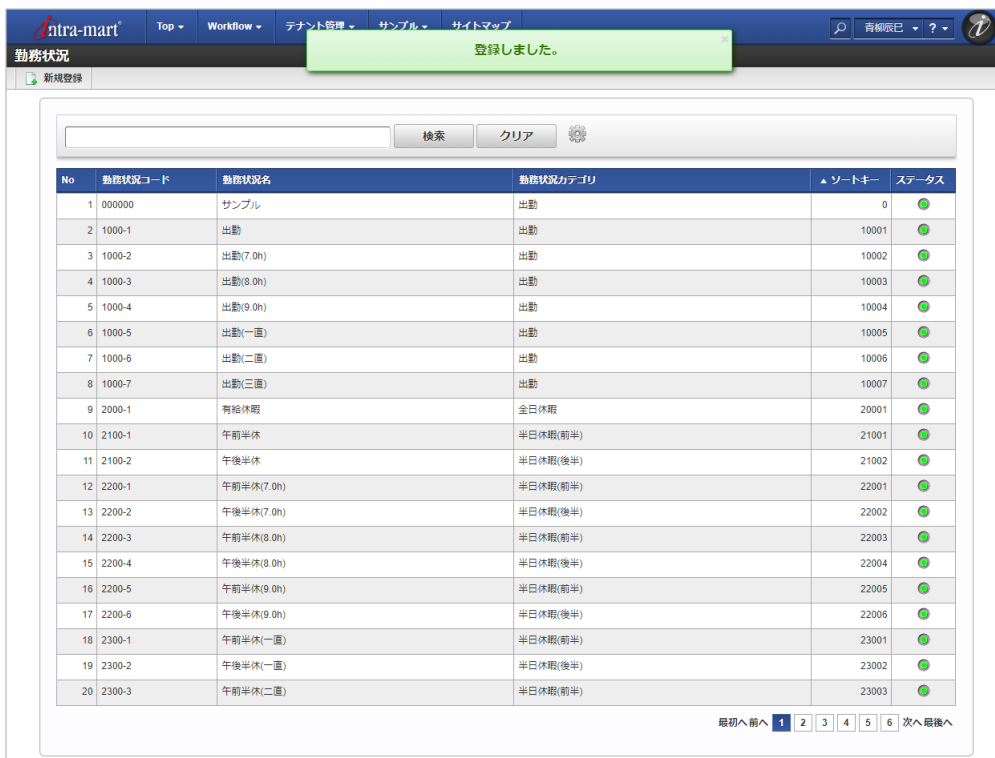 intra-mart® Top Workflow テナント管理 サンプル サイトマップ 青柳辰巳 ?
登録しました。 ×
勤務状況
新規登録
検索 クリア
No 勤務状況コード 勤務状況名 勤務状況カテゴリ ▲ ソートキー ステータス
1 000000 サンプル 出勤 0
2 1000-1 出勤 出勤 10001
3 1000-2 出勤(7.0h) 出勤 10002
4 1000-3 出勤(8.0h) 出勤 10003
5 1000-4 出勤(9.0h) 出勤 10004
6 1000-5 出勤(一直) 出勤 10005
7 1000-6 出勤(二直) 出勤 10006
8 1000-7 出勤(三直) 出勤 10007
9 2000-1 有給休暇 全日休暇 20001
10 2100-1 午前半休 半日休暇(前半) 21001
11 2100-2 午後半休 半日休暇(後半) 21002
12 2200-1 午前半休(7.0h) 半日休暇(前半) 22001
13 2200-2 午後半休(7.0h) 半日休暇(後半) 22002
14 2200-3 午前半休(8.0h) 半日休暇(前半) 22003
15 2200-4 午後半休(8.0h) 半日休暇(後半) 22004
16 2200-5 午前半休(9.0h) 半日休暇(前半) 22005
17 2200-6 午後半休(9.0h) 半日休暇(後半) 22006
18 2300-1 午前半休(一直) 半日休暇(前半) 23001
19 2300-2 午後半休(一直) 半日休暇(後半) 23002
20 2300-3 午前半休(二直) 半日休暇(前半) 23003
最初へ 前へ 1 2 3 4 5 6 次へ 最後へ